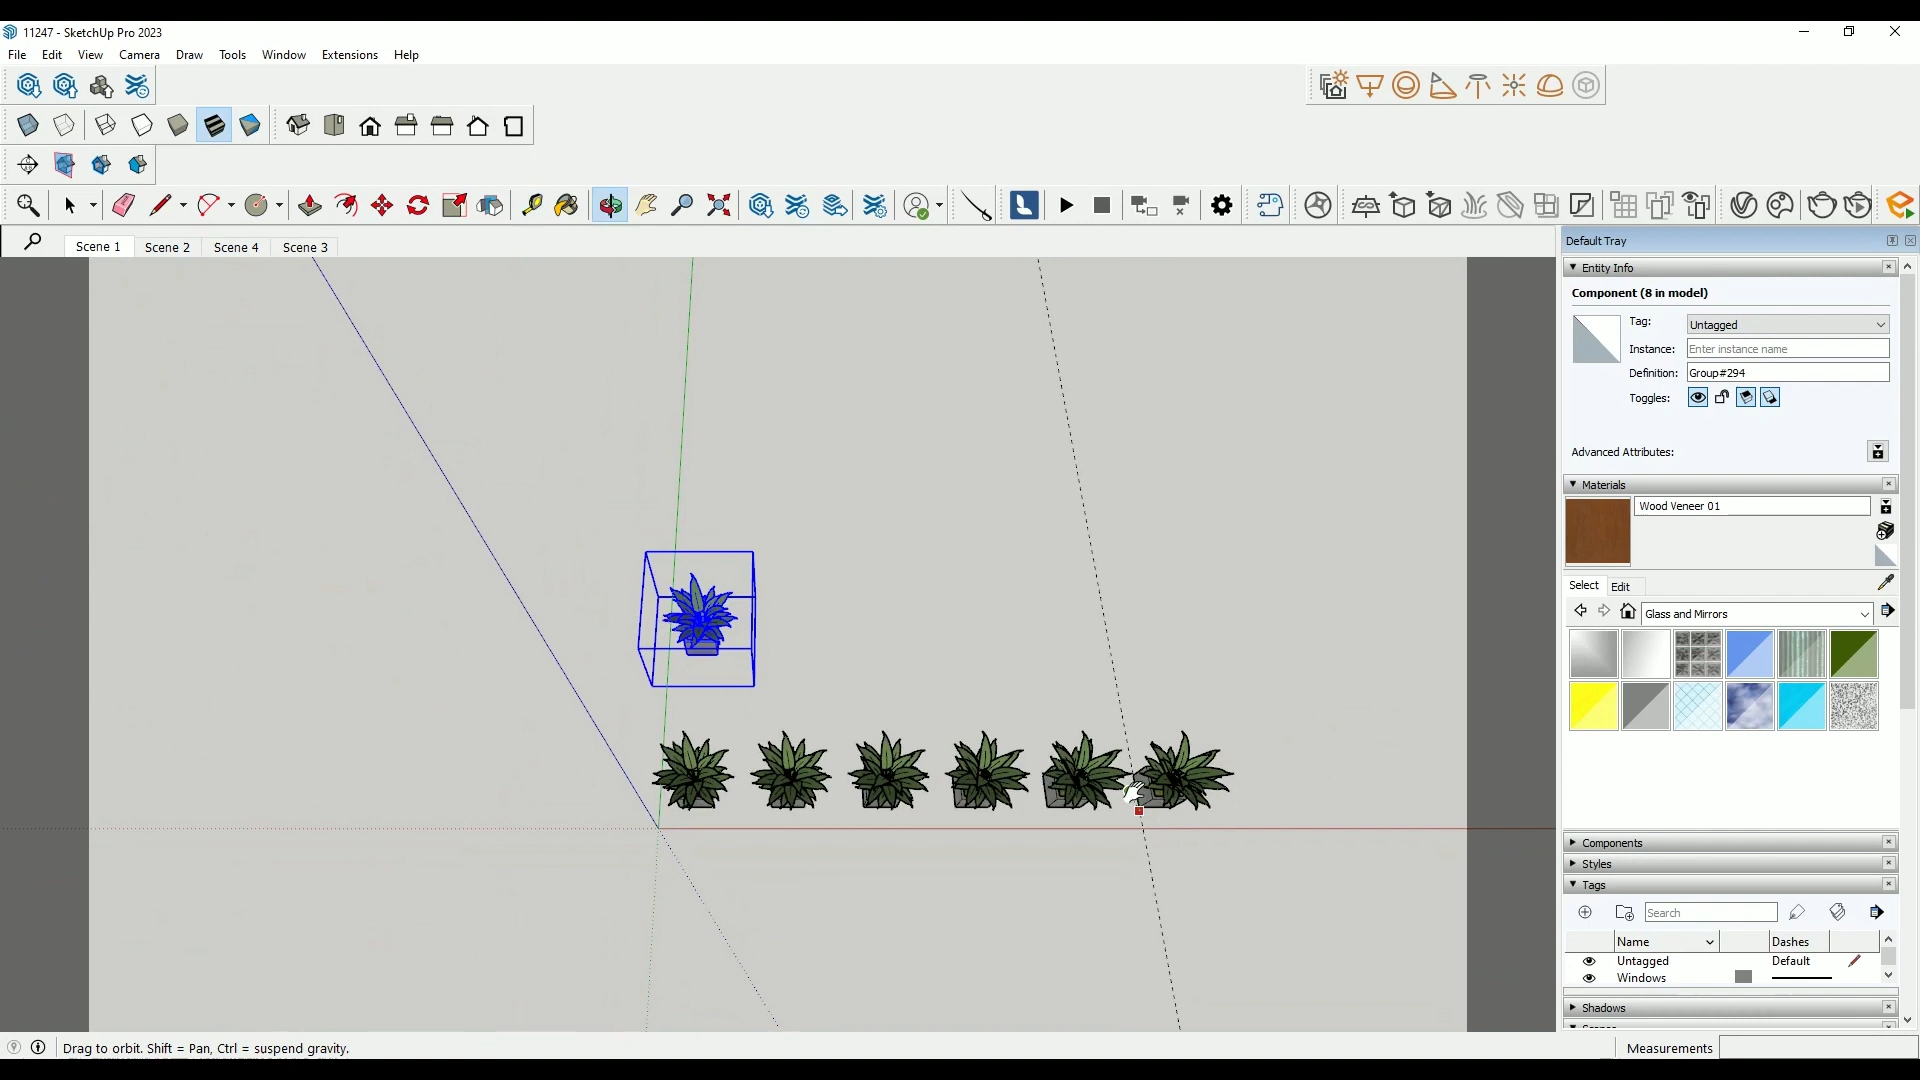 11247 - SketchUp Pro 2023
File Edit View Camera Draw Tools Window Extensions Help
Scene 1 Scene 2 Scene 4 Scene 3
Default Tray
Entity Info
Component (8 in model)
Tag: Untagged
Instance: Enter instance name
Definition: Group#294
Toggles:
Advanced Attributes:
Materials
Wood Veneer 01
Select Edit
Glass and Mirrors
Components
Styles
Tags
Search
Name Dashes
Untagged Default
Windows
Shadows
Drag to orbit. Shift = Pan, Ctrl = suspend gravity.
Measurements